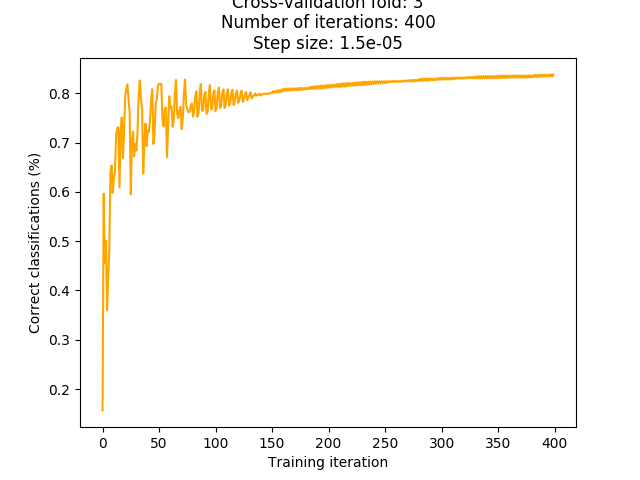 Cross-validation fold: 3
Number of iterations: 400
Step size: 1.5e-05
0.8
0.7
0.6
0.5
0.4
0.3
0.2
Correct classifications (%)
0 50 100 150 200 250 300 350 400
Training iteration